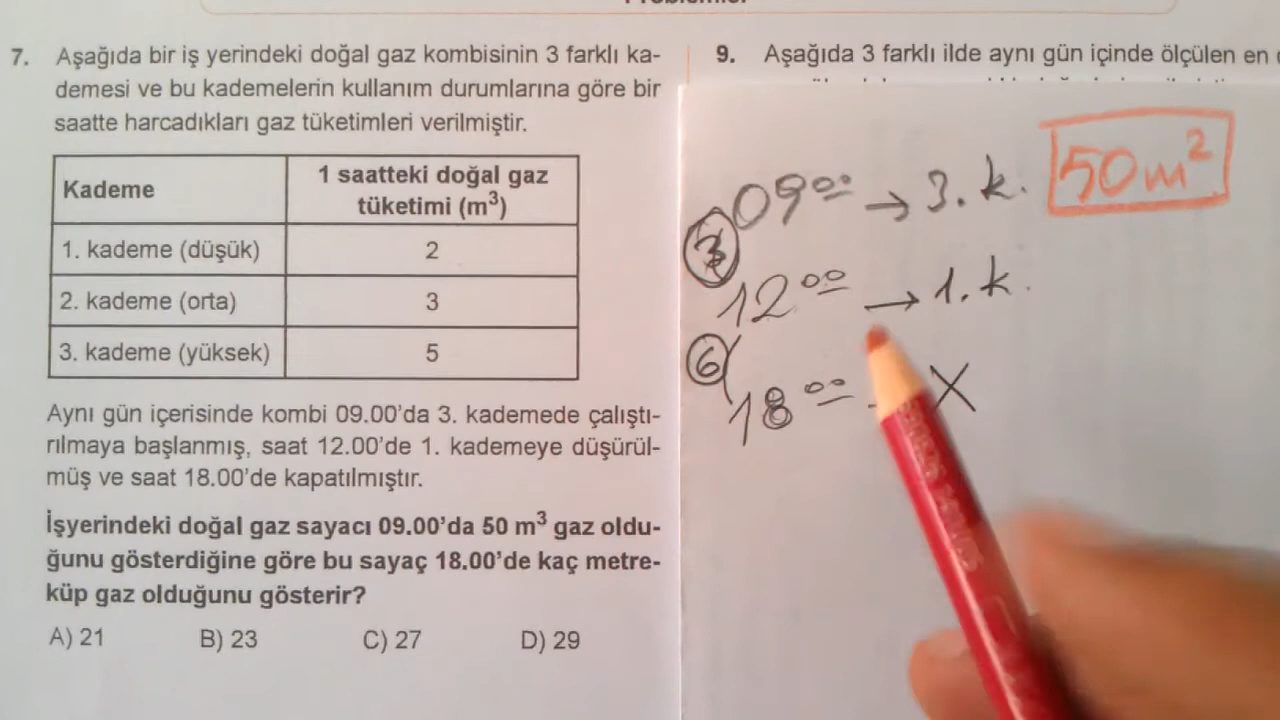 Problemler
7. Aşağıda bir iş yerindeki doğal gaz kombisinin 3 farklı ka-
demesi ve bu kademelerin kullanım durumlarına göre bir
saatte harcadıkları gaz tüketimleri verilmiştir.
Kademe
1 saatteki doğal gaz
tüketimi (m³)
1. kademe (düşük) 2
2. kademe (orta) 3
3. kademe (yüksek) 5
Aynı gün içerisinde kombi 09.00'da 3. kademede çalıştı-
rılmaya başlanmış, saat 12.00'de 1. kademeye düşürül-
müş ve saat 18.00'de kapatılmıştır.
İşyerindeki doğal gaz sayacı 09.00'da 50 m³ gaz oldu-
ğunu gösterdiğine göre bu sayaç 18.00'de kaç metre-
küp gaz olduğunu gösterir?
A) 21 B) 23 C) 27 D) 29
9. Aşağıda 3 farklı ilde aynı gün içinde ölçülen en
09⁰⁰ → 3. k.
50 m²
3
12⁰⁰ → 1. k.
6
18⁰⁰ X